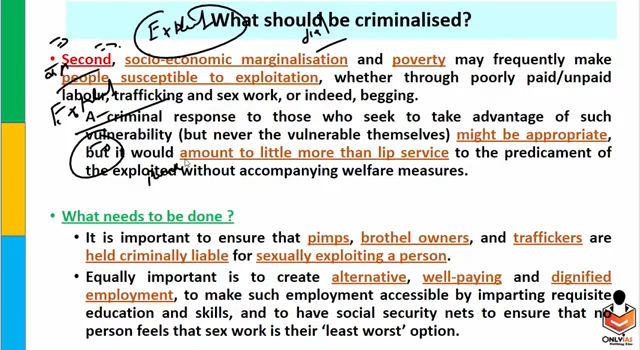 What should be criminalised?
Second, socio-economic marginalisation and poverty may frequently make
people susceptible to exploitation, whether through poorly paid/unpaid
labour, trafficking and sex work, or indeed, begging.
A criminal response to those who seek to take advantage of such
vulnerability (but never the vulnerable themselves) might be appropriate,
but it would amount to little more than lip service to the predicament of
the exploited without accompanying welfare measures.
What needs to be done ?
It is important to ensure that pimps, brothel owners, and traffickers are
held criminally liable for sexually exploiting a person.
Equally important is to create alternative, well-paying and dignified
employment, to make such employment accessible by imparting requisite
education and skills, and to have social security nets to ensure that no
person feels that sex work is their 'least worst' option.
ONLYIAS